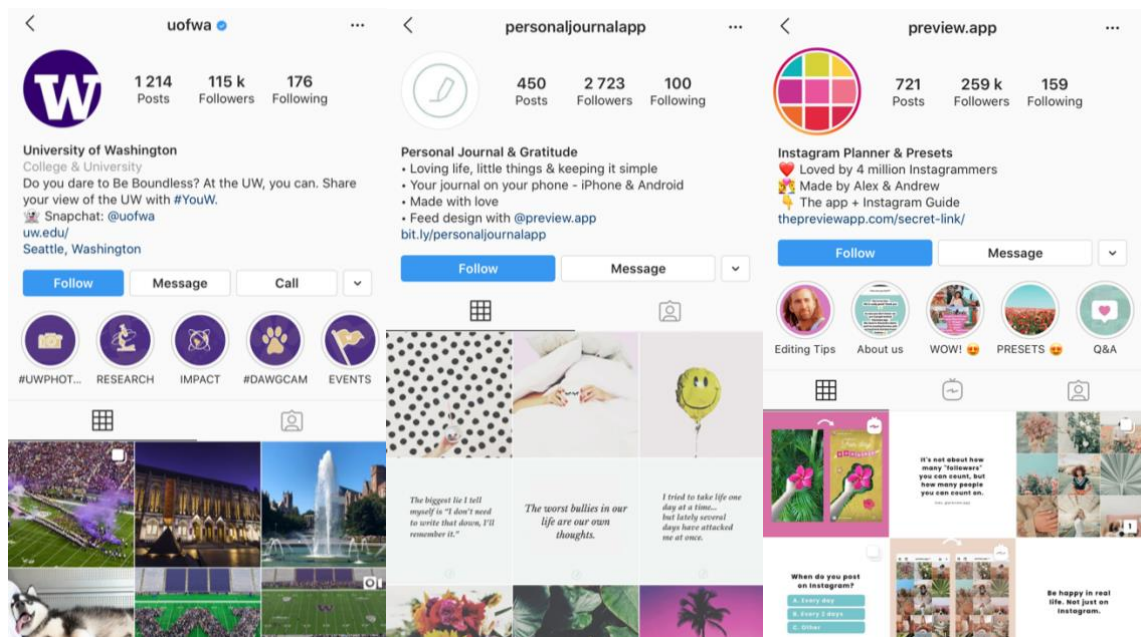 uofwa
W
1 214
115 k
176
Posts
Followers
Following
University of Washington
College & University
Do you dare to Be Boundless? At the UW, you can. Share
your view of the UW with #YouW.
Snapchat: @uofwa
uw.edu/
Seattle, Washington
Follow
Message
Call
#UWPHOT...
RESEARCH
IMPACT
#DAWGCAM
EVENTS
personaljournalapp
450
2 723
100
Posts
Followers
Following
Personal Journal & Gratitude
• Loving life, little things & keeping it simple
• Your journal on your phone - iPhone & Android
• Made with love
• Feed design with @preview.app
bit.ly/personaljournalapp
Follow
Message
The biggest lie I tell
myself is "I don't need
to write that down, I'll
remember it."
The worst bullies in our
life are our own
thoughts.
I tried to take life one
day at a time...
but lately several
days have attacked
me at once.
preview.app
721
259 k
159
Posts
Followers
Following
Instagram Planner & Presets
Loved by 4 million Instagrammers
Made by Alex & Andrew
The app + Instagram Guide
thepreviewapp.com/secret-link/
Follow
Message
Editing Tips
About us
WOW!
PRESETS
Q&A
It's not about how
many "followers"
you can count, but
how many people
you can count on.
1
When do you post
on Instagram?
A. Every day
B. Every 2 days
C. Other
Be happy in real
life. Not just on
Instagram.